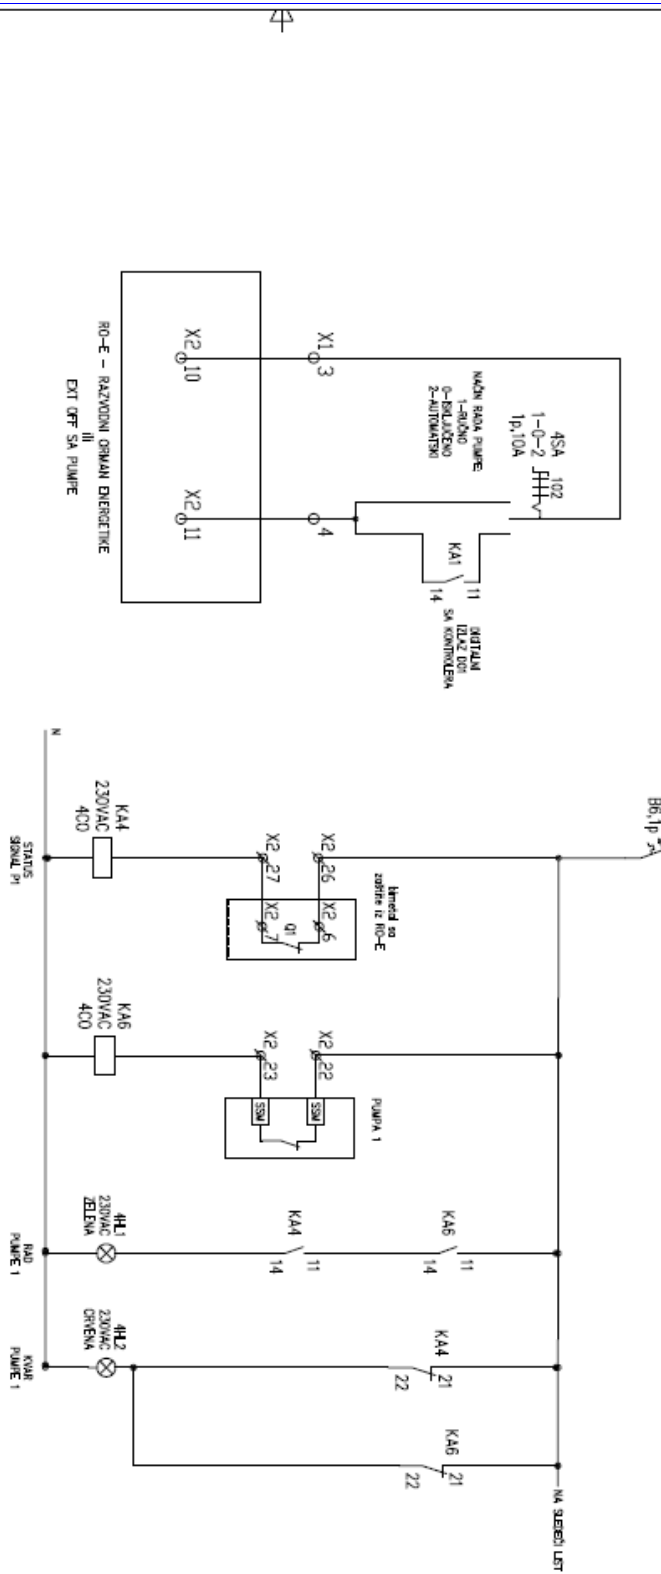 4SA
1-0-2
1p,10A
102
NAČIN RADA PUMPE:
1-RUČNO
0-ISKLJUČENO
2-AUTOMATSKI
X1
3
4
KA1
11
14
DIGITALNI
IZLAZ DO1
SA KONTROLERA
X2
10
X2
11
RO-E - RAZVODNI ORMAN ENERGETIKE
ili
EXT OFF SA PUMPE
B6,1p
N
X2
26
X2
27
bimetal sa
zaštite iz RO-E
X2
6
X2
7
Q1
KA4
230VAC
4CO
STATUS
SIGNAL P1
X2
22
X2
23
PUMPA 1
SSM
SSM
KA6
230VAC
4CO
KA6
11
14
KA4
11
14
4HL1
230VAC
ZELENA
RAD
PUMPE 1
KA4
21
22
4HL2
230VAC
CRVENA
KVAR
PUMPE 1
KA6
21
22
NA SLEDEĆI LIST